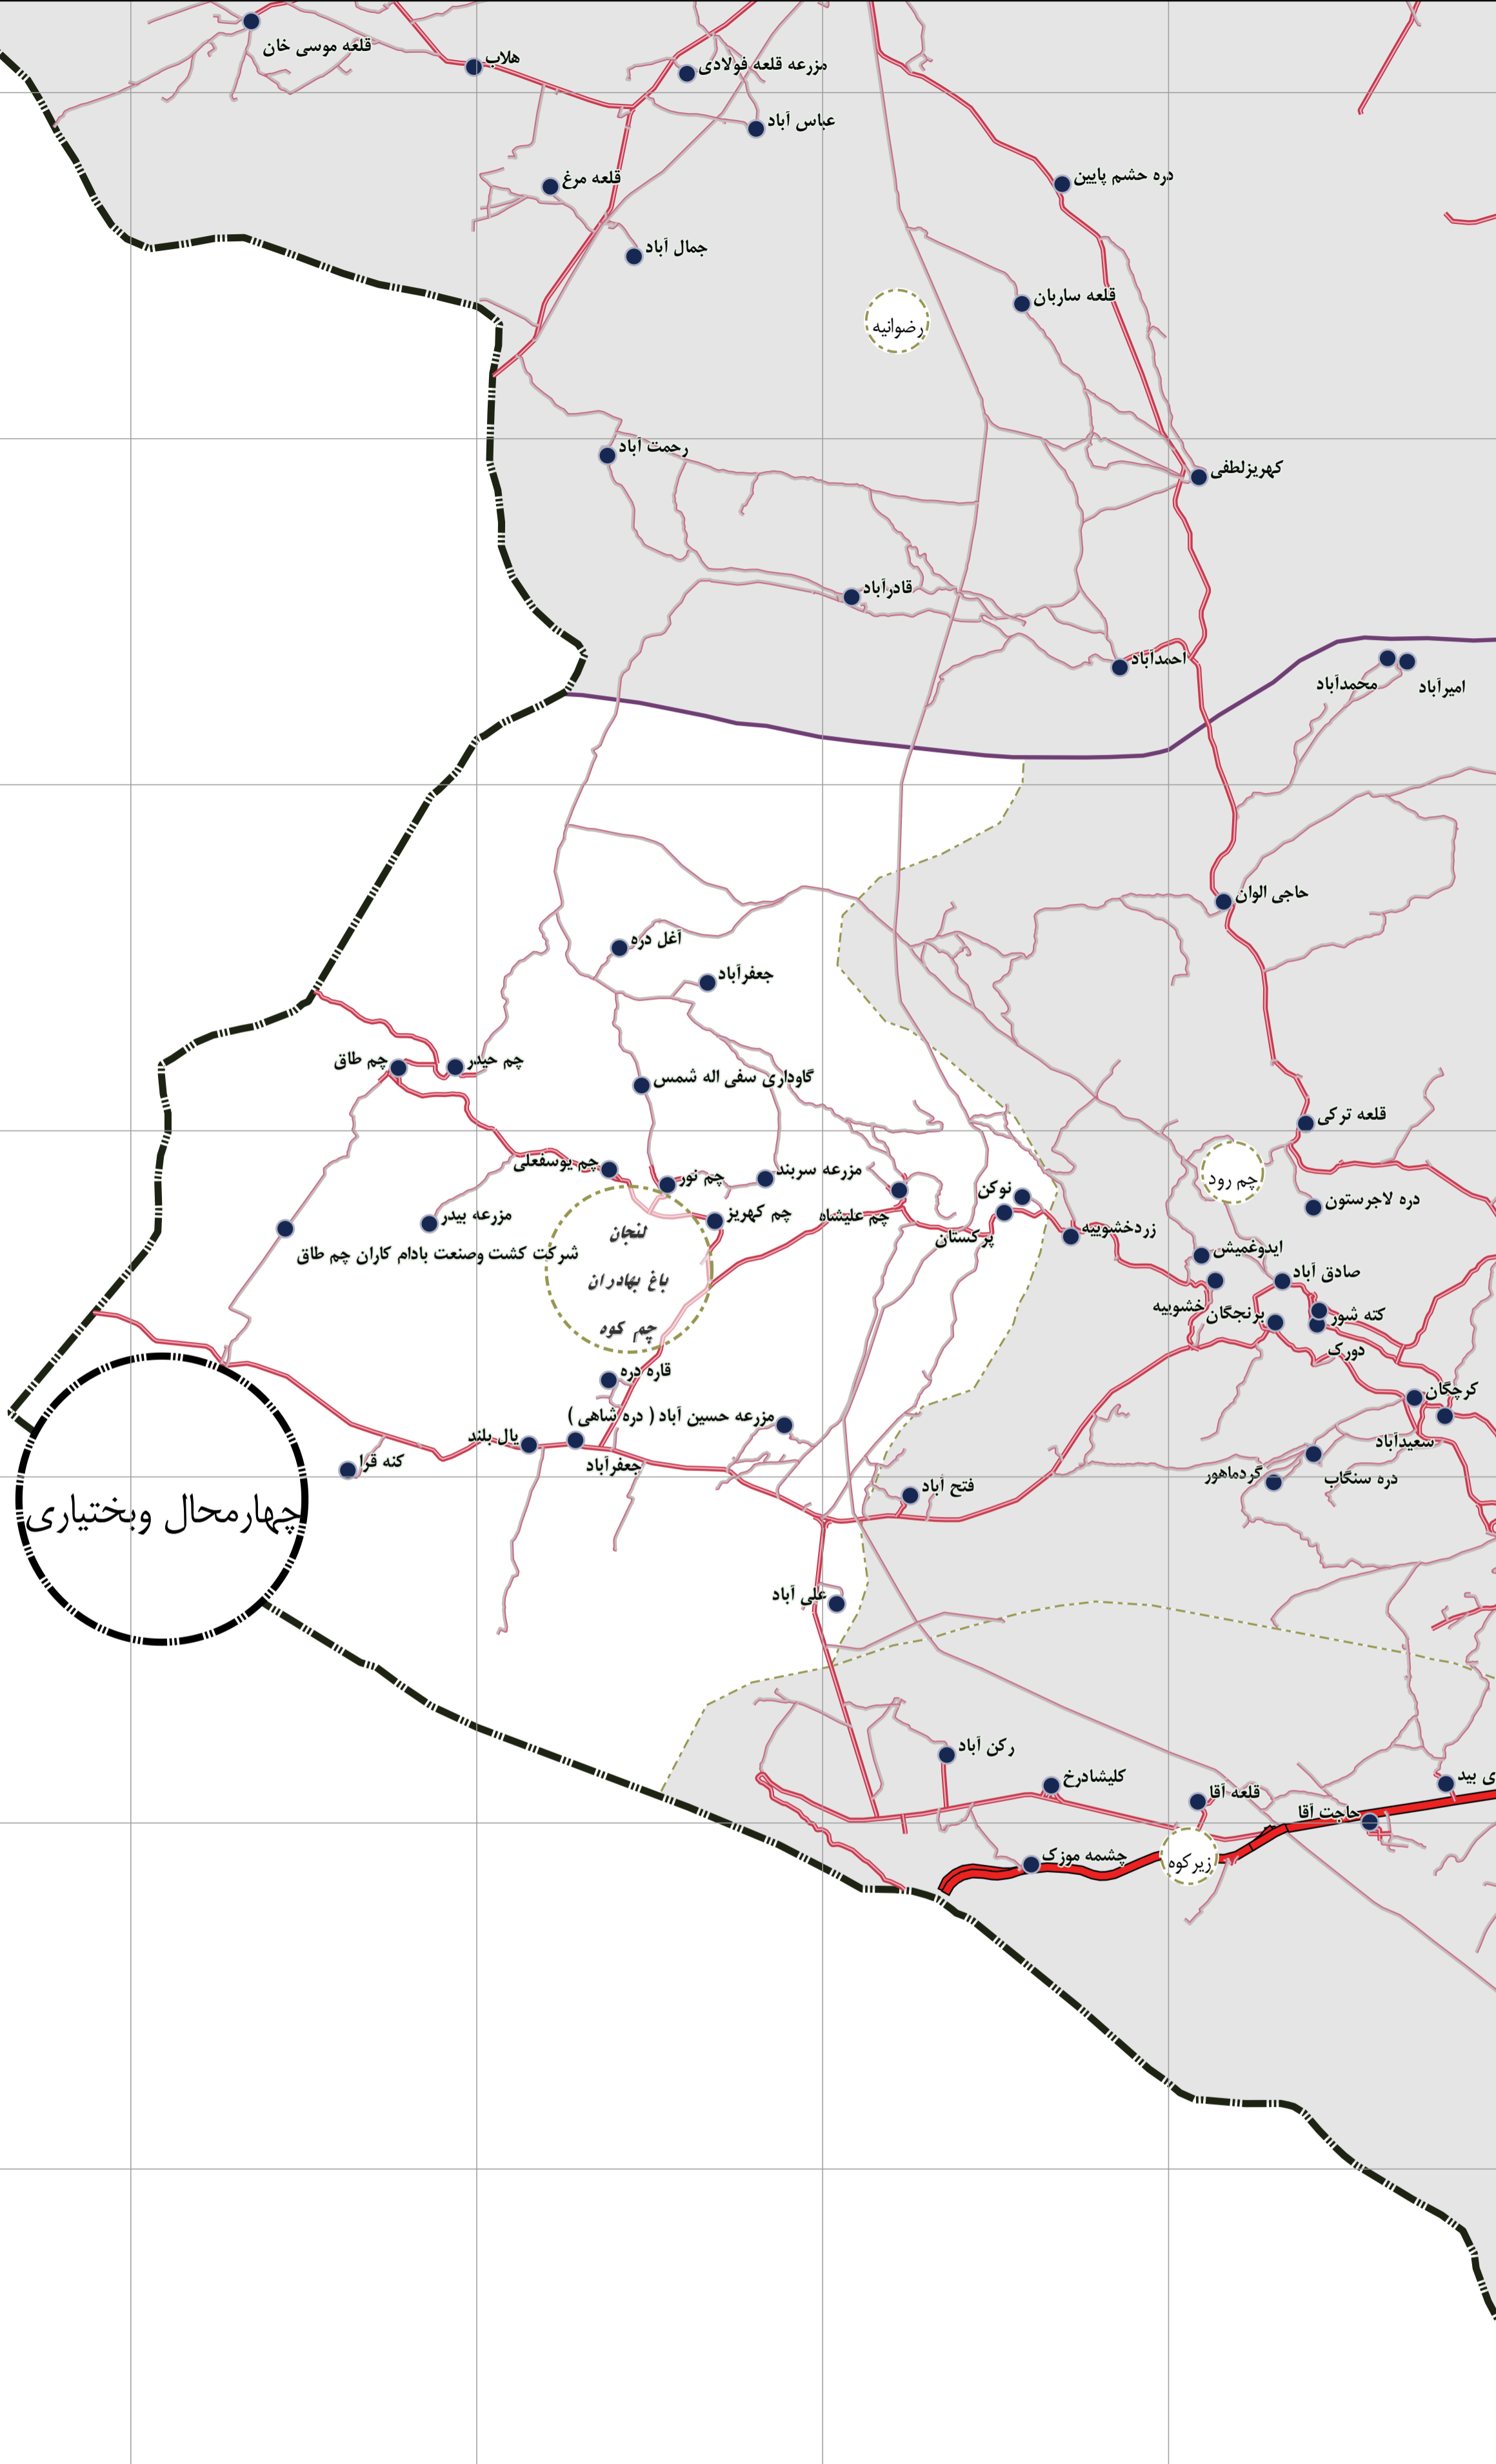 قلعه موسی خان
هلاب
مزرعه قلعه فولادی
عباس آباد
دره حشم پایین
قلعه مرغ
جمال آباد
قلعه ساربان
رضوانیه
رحمت آباد
کهریزلطفی
قادرآباد
احمدآباد
محمدآباد
امیرآباد
حاجی الوان
آغل دره
جعفرآباد
چم طاق
چم حیدر
گاوداری سفی اله شمس
قلعه ترکی
چم یوسفعلی
چم نور
مزرعه سربند
چم رود
نوکن
دره لاجرستون
مزرعه بیدر
چم کهریز
چم علیشاه
پرکستان
زردخشوییه
لنجان
باغ بهادران
چم کوه
شرکت کشت وصنعت بادام کاران چم طاق
ایدوغمیش
صادق آباد
خشوییه
برنجگان
کته شور
دورک
قاره دره
کرچگان
مزرعه حسین آباد ( دره شاهی )
یال بلند
جعفرآباد
سعیدآباد
کته قرا
گردماهور
دره سنگاب
فتح آباد
چهارمحال وبختیاری
علی آباد
رکن آباد
کلیشادرخ
قلعه آقا
ی بید
حاجت آقا
چشمه موزک
زیرکوه